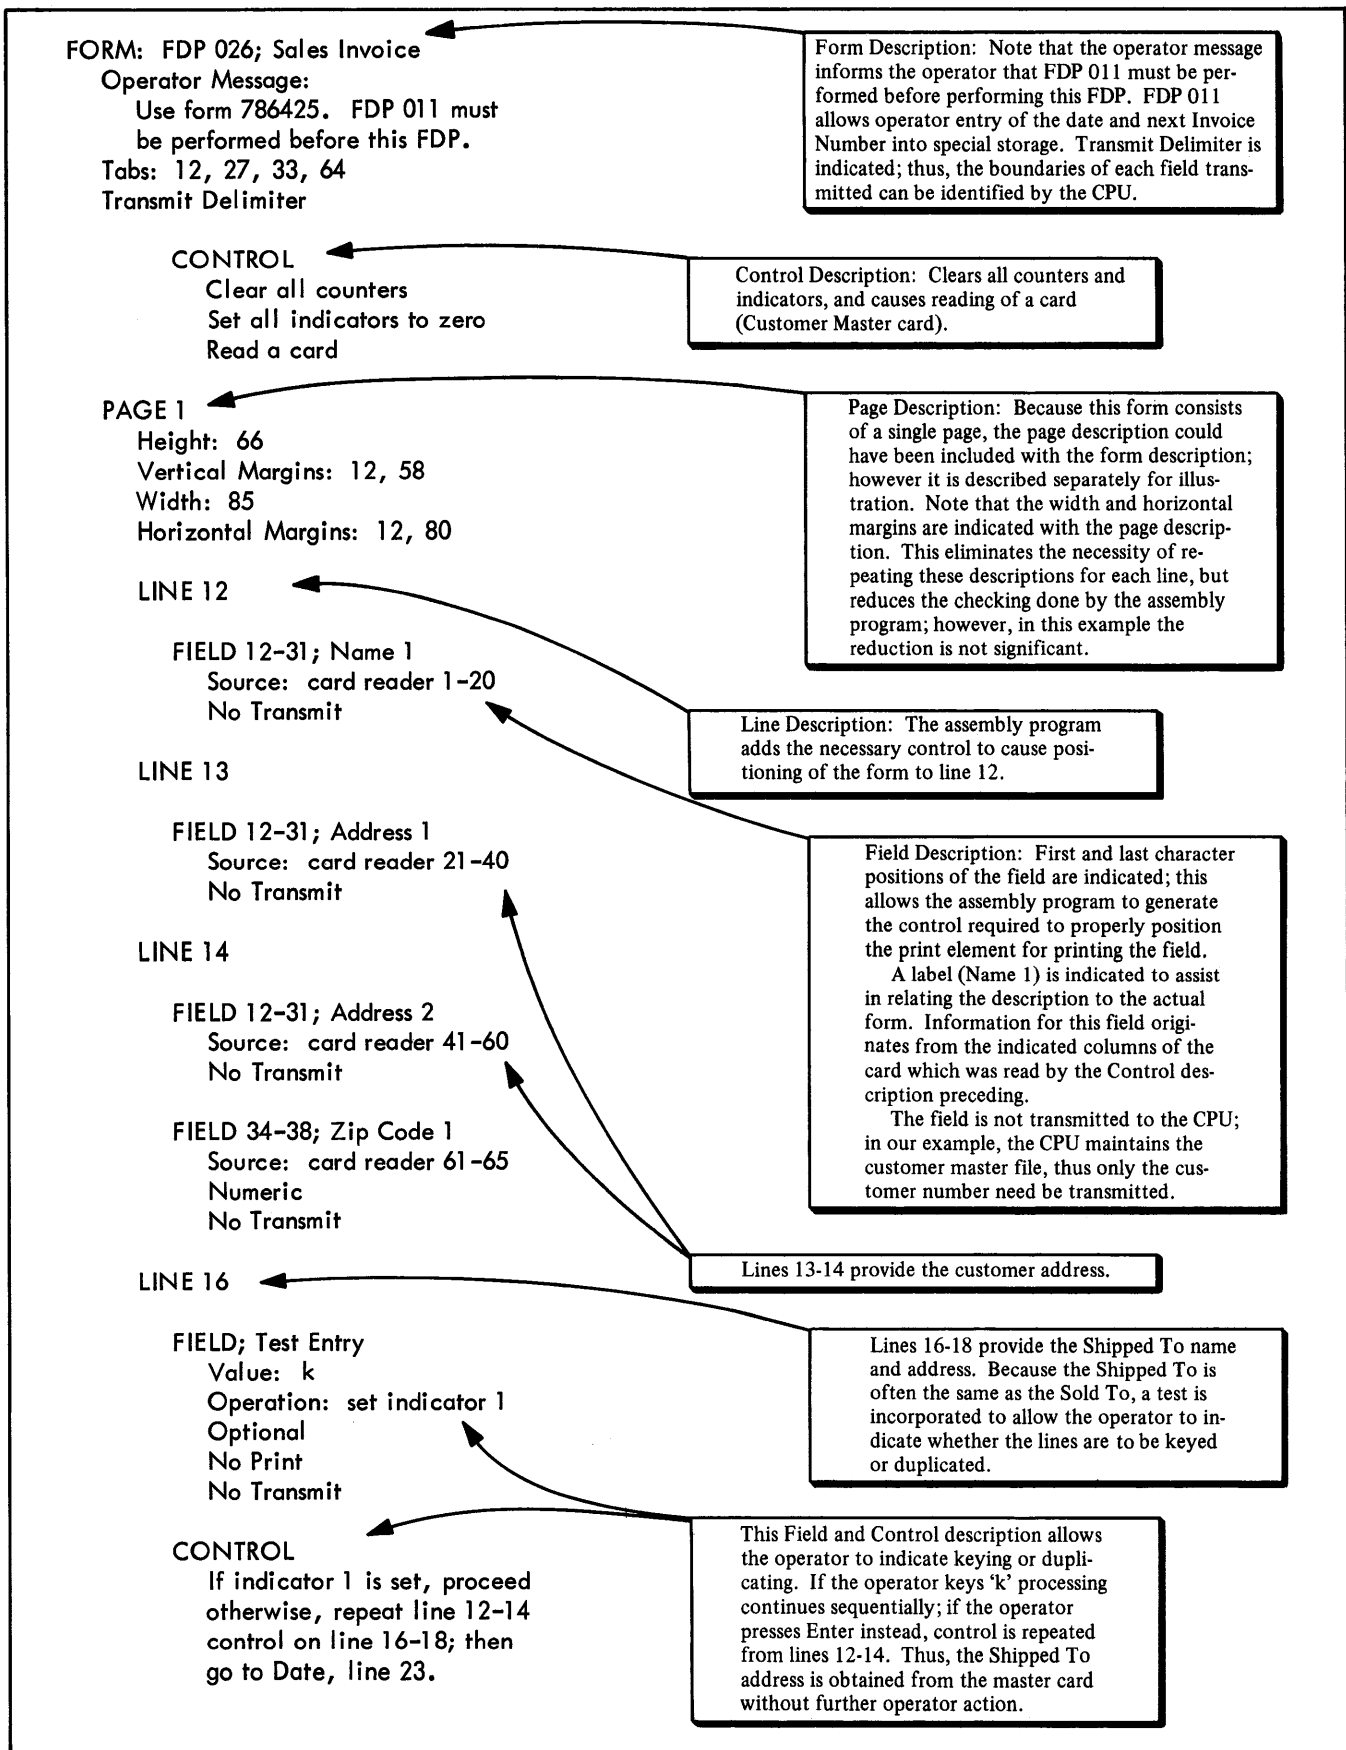 FORM: FDP 026; Sales Invoice
Operator Message:
Use form 786425. FDP 011 must
be performed before this FDP.
Tabs: 12, 27, 33, 64
Transmit Delimiter
Form Description: Note that the operator message
informs the operator that FDP 011 must be per-
formed before performing this FDP. FDP 011
allows operator entry of the date and next Invoice
Number into special storage. Transmit Delimiter is
indicated; thus, the boundaries of each field trans-
mitted can be identified by the CPU.
CONTROL
Clear all counters
Set all indicators to zero
Read a card
Control Description: Clears all counters and
indicators, and causes reading of a card
(Customer Master card).
PAGE 1
Height: 66
Vertical Margins: 12, 58
Width: 85
Horizontal Margins: 12, 80
Page Description: Because this form consists
of a single page, the page description could
have been included with the form description;
however it is described separately for illus-
tration. Note that the width and horizontal
margins are indicated with the page descrip-
tion. This eliminates the necessity of re-
peating these descriptions for each line, but
reduces the checking done by the assembly
program; however, in this example the
reduction is not significant.
LINE 12
FIELD 12-31; Name 1
Source: card reader 1-20
No Transmit
Line Description: The assembly program
adds the necessary control to cause posi-
tioning of the form to line 12.
LINE 13
FIELD 12-31; Address 1
Source: card reader 21-40
No Transmit
Field Description: First and last character
positions of the field are indicated; this
allows the assembly program to generate
the control required to properly position
the print element for printing the field.
A label (Name 1) is indicated to assist
in relating the description to the actual
form. Information for this field origi-
nates from the indicated columns of the
card which was read by the Control des-
cription preceding.
The field is not transmitted to the CPU;
in our example, the CPU maintains the
customer master file, thus only the cus-
tomer number need be transmitted.
LINE 14
FIELD 12-31; Address 2
Source: card reader 41-60
No Transmit
FIELD 34-38; Zip Code 1
Source: card reader 61-65
Numeric
No Transmit
Lines 13-14 provide the customer address.
LINE 16
FIELD; Test Entry
Value: k
Operation: set indicator 1
Optional
No Print
No Transmit
Lines 16-18 provide the Shipped To name
and address. Because the Shipped To is
often the same as the Sold To, a test is
incorporated to allow the operator to in-
dicate whether the lines are to be keyed
or duplicated.
CONTROL
If indicator 1 is set, proceed
otherwise, repeat line 12-14
control on line 16-18; then
go to Date, line 23.
This Field and Control description allows
the operator to indicate keying or dupli-
cating. If the operator keys 'k' processing
continues sequentially; if the operator
presses Enter instead, control is repeated
from lines 12-14. Thus, the Shipped To
address is obtained from the master card
without further operator action.